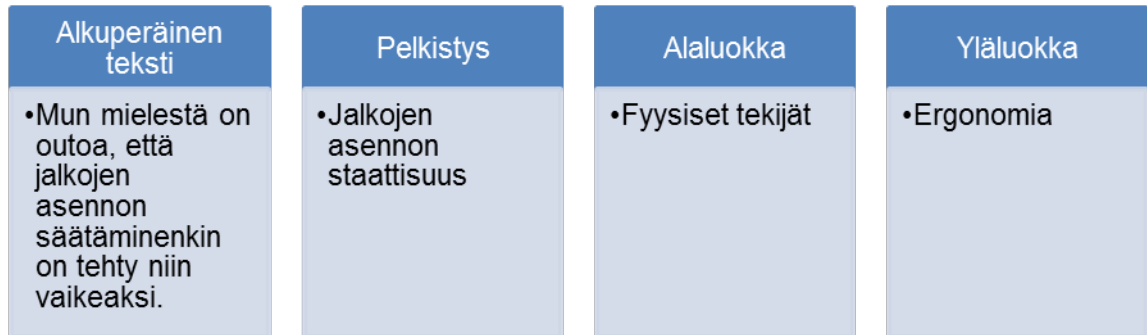 Alkuperäinen
teksti
•Mun mielestä on
outoa, että
jalkojen
asennon
säätäminenkin
on tehty niin
vaikeaksi.
Pelkistys
•Jalkojen
asennon
staattisuus
Alaluokka
•Fyysiset tekijät
Yläluokka
•Ergonomia